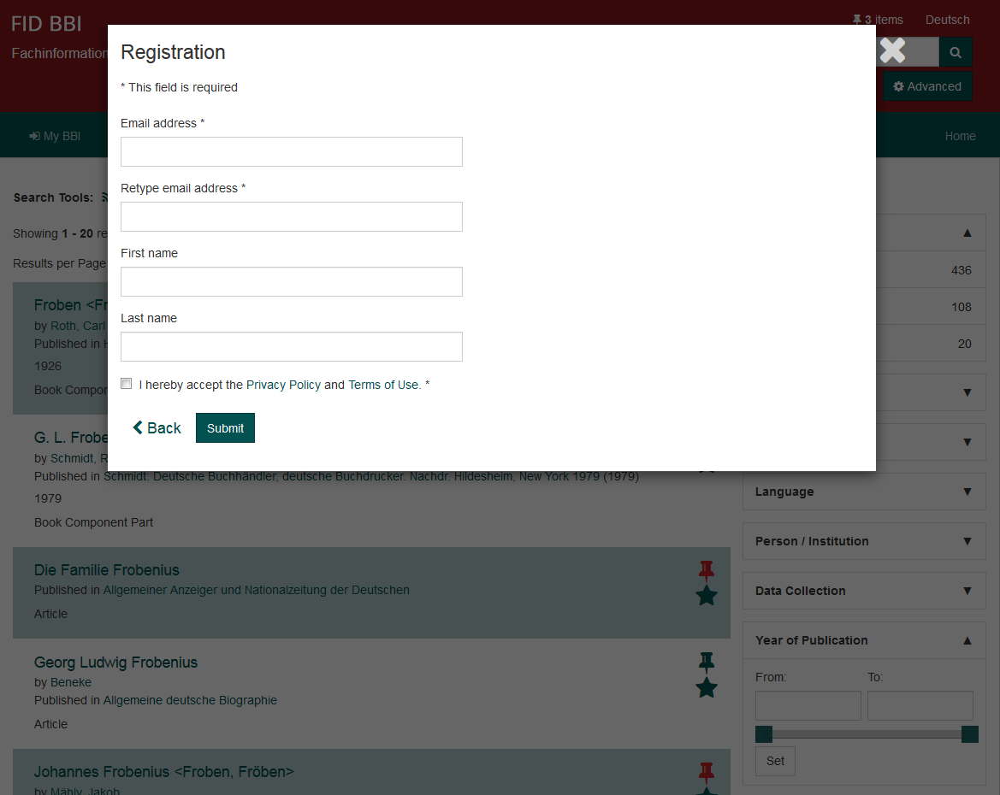 FID BBI
3 items Deutsch
Fachinformation
Advanced
My BBI
Home
Registration
* This field is required
Email address *
Retype email address *
First name
Last name
I hereby accept the Privacy Policy and Terms of Use. *
Back Submit
Search Tools:
Showing 1 - 20 re
Results per Page
Froben <Fr
by Roth, Carl
Published in H
1926
Book Compon
G. L. Frobe
by Schmidt, R
Published in Schmidt: Deutsche Buchhändler, deutsche Buchdrucker. Nachdr. Hildesheim, New York 1979 (1979)
1979
Book Component Part
Die Familie Frobenius
Published in Allgemeiner Anzeiger und Nationalzeitung der Deutschen
Article
Georg Ludwig Frobenius
by Beneke
Published in Allgemeine deutsche Biographie
Article
Johannes Frobenius <Froben, Fröben>
by Mähly, Jakob
▲
436
108
20
▼
▼
Language ▼
Person / Institution ▼
Data Collection ▼
Year of Publication ▲
From: To:
Set